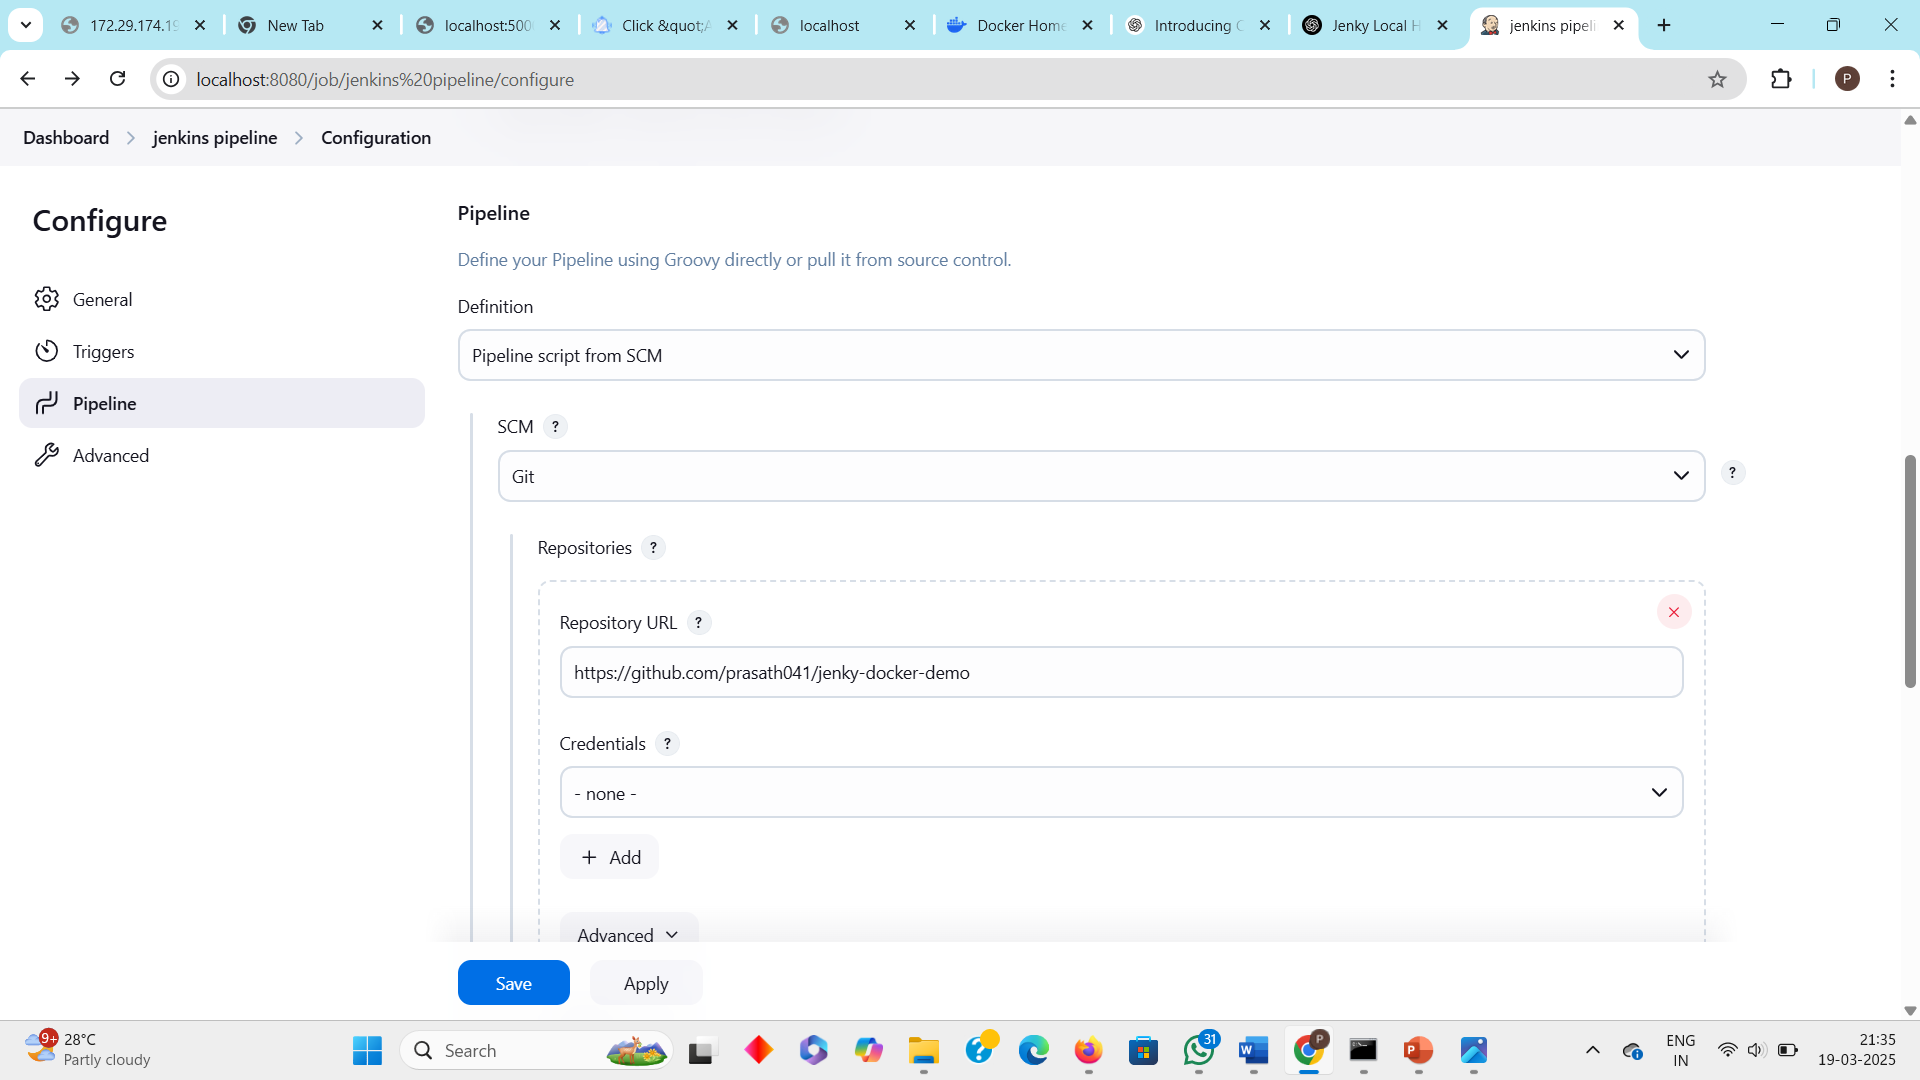 172.29.174.19
New Tab
localhost:500
Click &quot;A
localhost
Docker Home
Introducing C
Jenky Local H
jenkins pipeli
localhost:8080/job/jenkins%20pipeline/configure
P
Dashboard
jenkins pipeline
Configuration
Configure
General
Triggers
Pipeline
Advanced
Pipeline
Define your Pipeline using Groovy directly or pull it from source control.
Definition
Pipeline script from SCM
SCM ?
Git
?
Repositories ?
Repository URL ?
https://github.com/prasath041/jenky-docker-demo
Credentials ?
- none -
+ Add
Advanced
Save
Apply
9+
28°C
Partly cloudy
Search
31
P
ENG
IN
21:35
19-03-2025